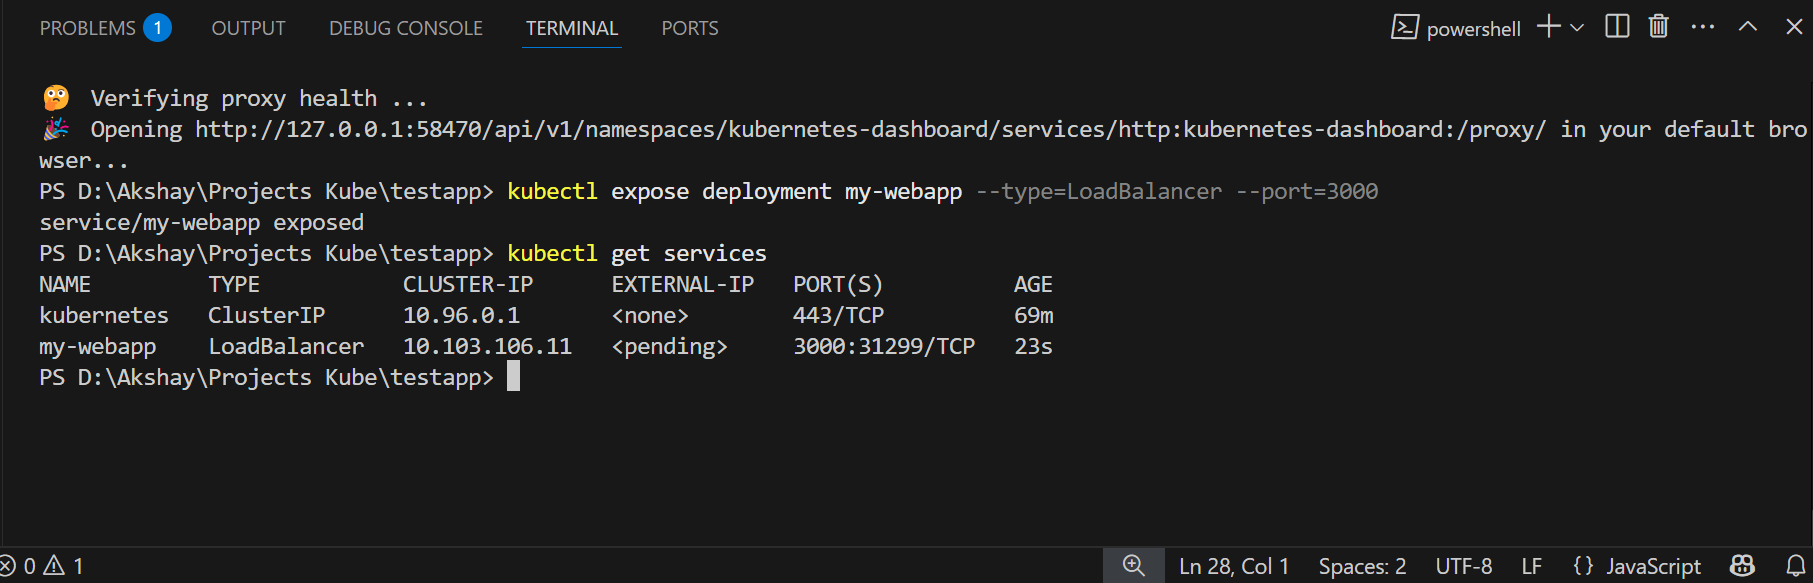 PROBLEMS 1 OUTPUT DEBUG CONSOLE TERMINAL PORTS powershell
Verifying proxy health ...
Opening http://127.0.0.1:58470/api/v1/namespaces/kubernetes-dashboard/services/http:kubernetes-dashboard:/proxy/ in your default bro
wser...
PS D:\Akshay\Projects Kube\testapp> kubectl expose deployment my-webapp --type=LoadBalancer --port=3000
service/my-webapp exposed
PS D:\Akshay\Projects Kube\testapp> kubectl get services
NAME TYPE CLUSTER-IP EXTERNAL-IP PORT(S) AGE
kubernetes ClusterIP 10.96.0.1 <none> 443/TCP 69m
my-webapp LoadBalancer 10.103.106.11 <pending> 3000:31299/TCP 23s
PS D:\Akshay\Projects Kube\testapp>
0 1 Ln 28, Col 1 Spaces: 2 UTF-8 LF {} JavaScript